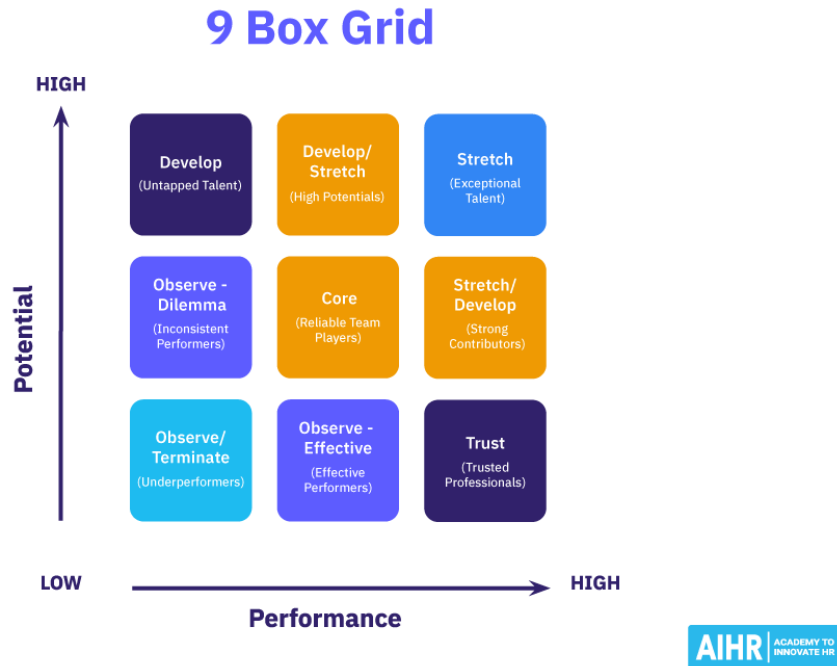 9 Box Grid
HIGH
Develop
(Untapped Talent)
Develop/
Stretch
(High Potentials)
Stretch
(Exceptional
Talent)
Potential
Observe -
Dilemma
(Inconsistent
Performers)
Core
(Reliable Team
Players)
Stretch/
Develop
(Strong
Contributors)
Observe/
Terminate
(Underperformers)
Observe -
Effective
(Effective
Performers)
Trust
(Trusted
Professionals)
LOW
HIGH
Performance
AIHR
ACADEMY TO
INNOVATE HR